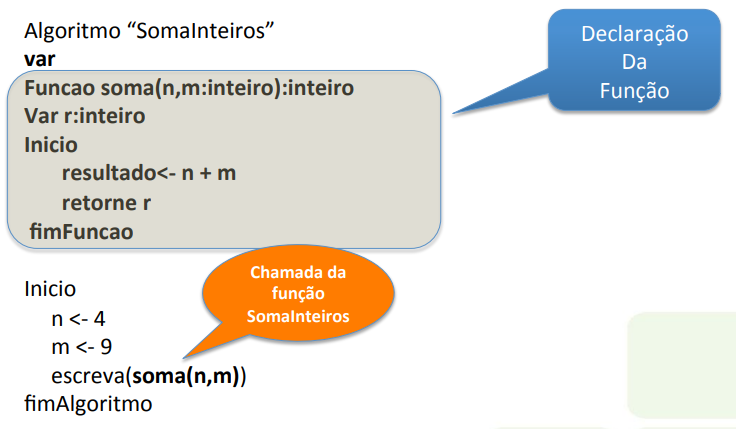 Algoritmo “SomaInteiros”
var
Funcao soma(n,m:inteiro):inteiro
Var r:inteiro
Inicio
resultado<- n + m
retorne r
fimFuncao
Declaração
Da
Função
Chamada da
função
SomaInteiros
Inicio
n <- 4
m <- 9
escreva(soma(n,m))
fimAlgoritmo